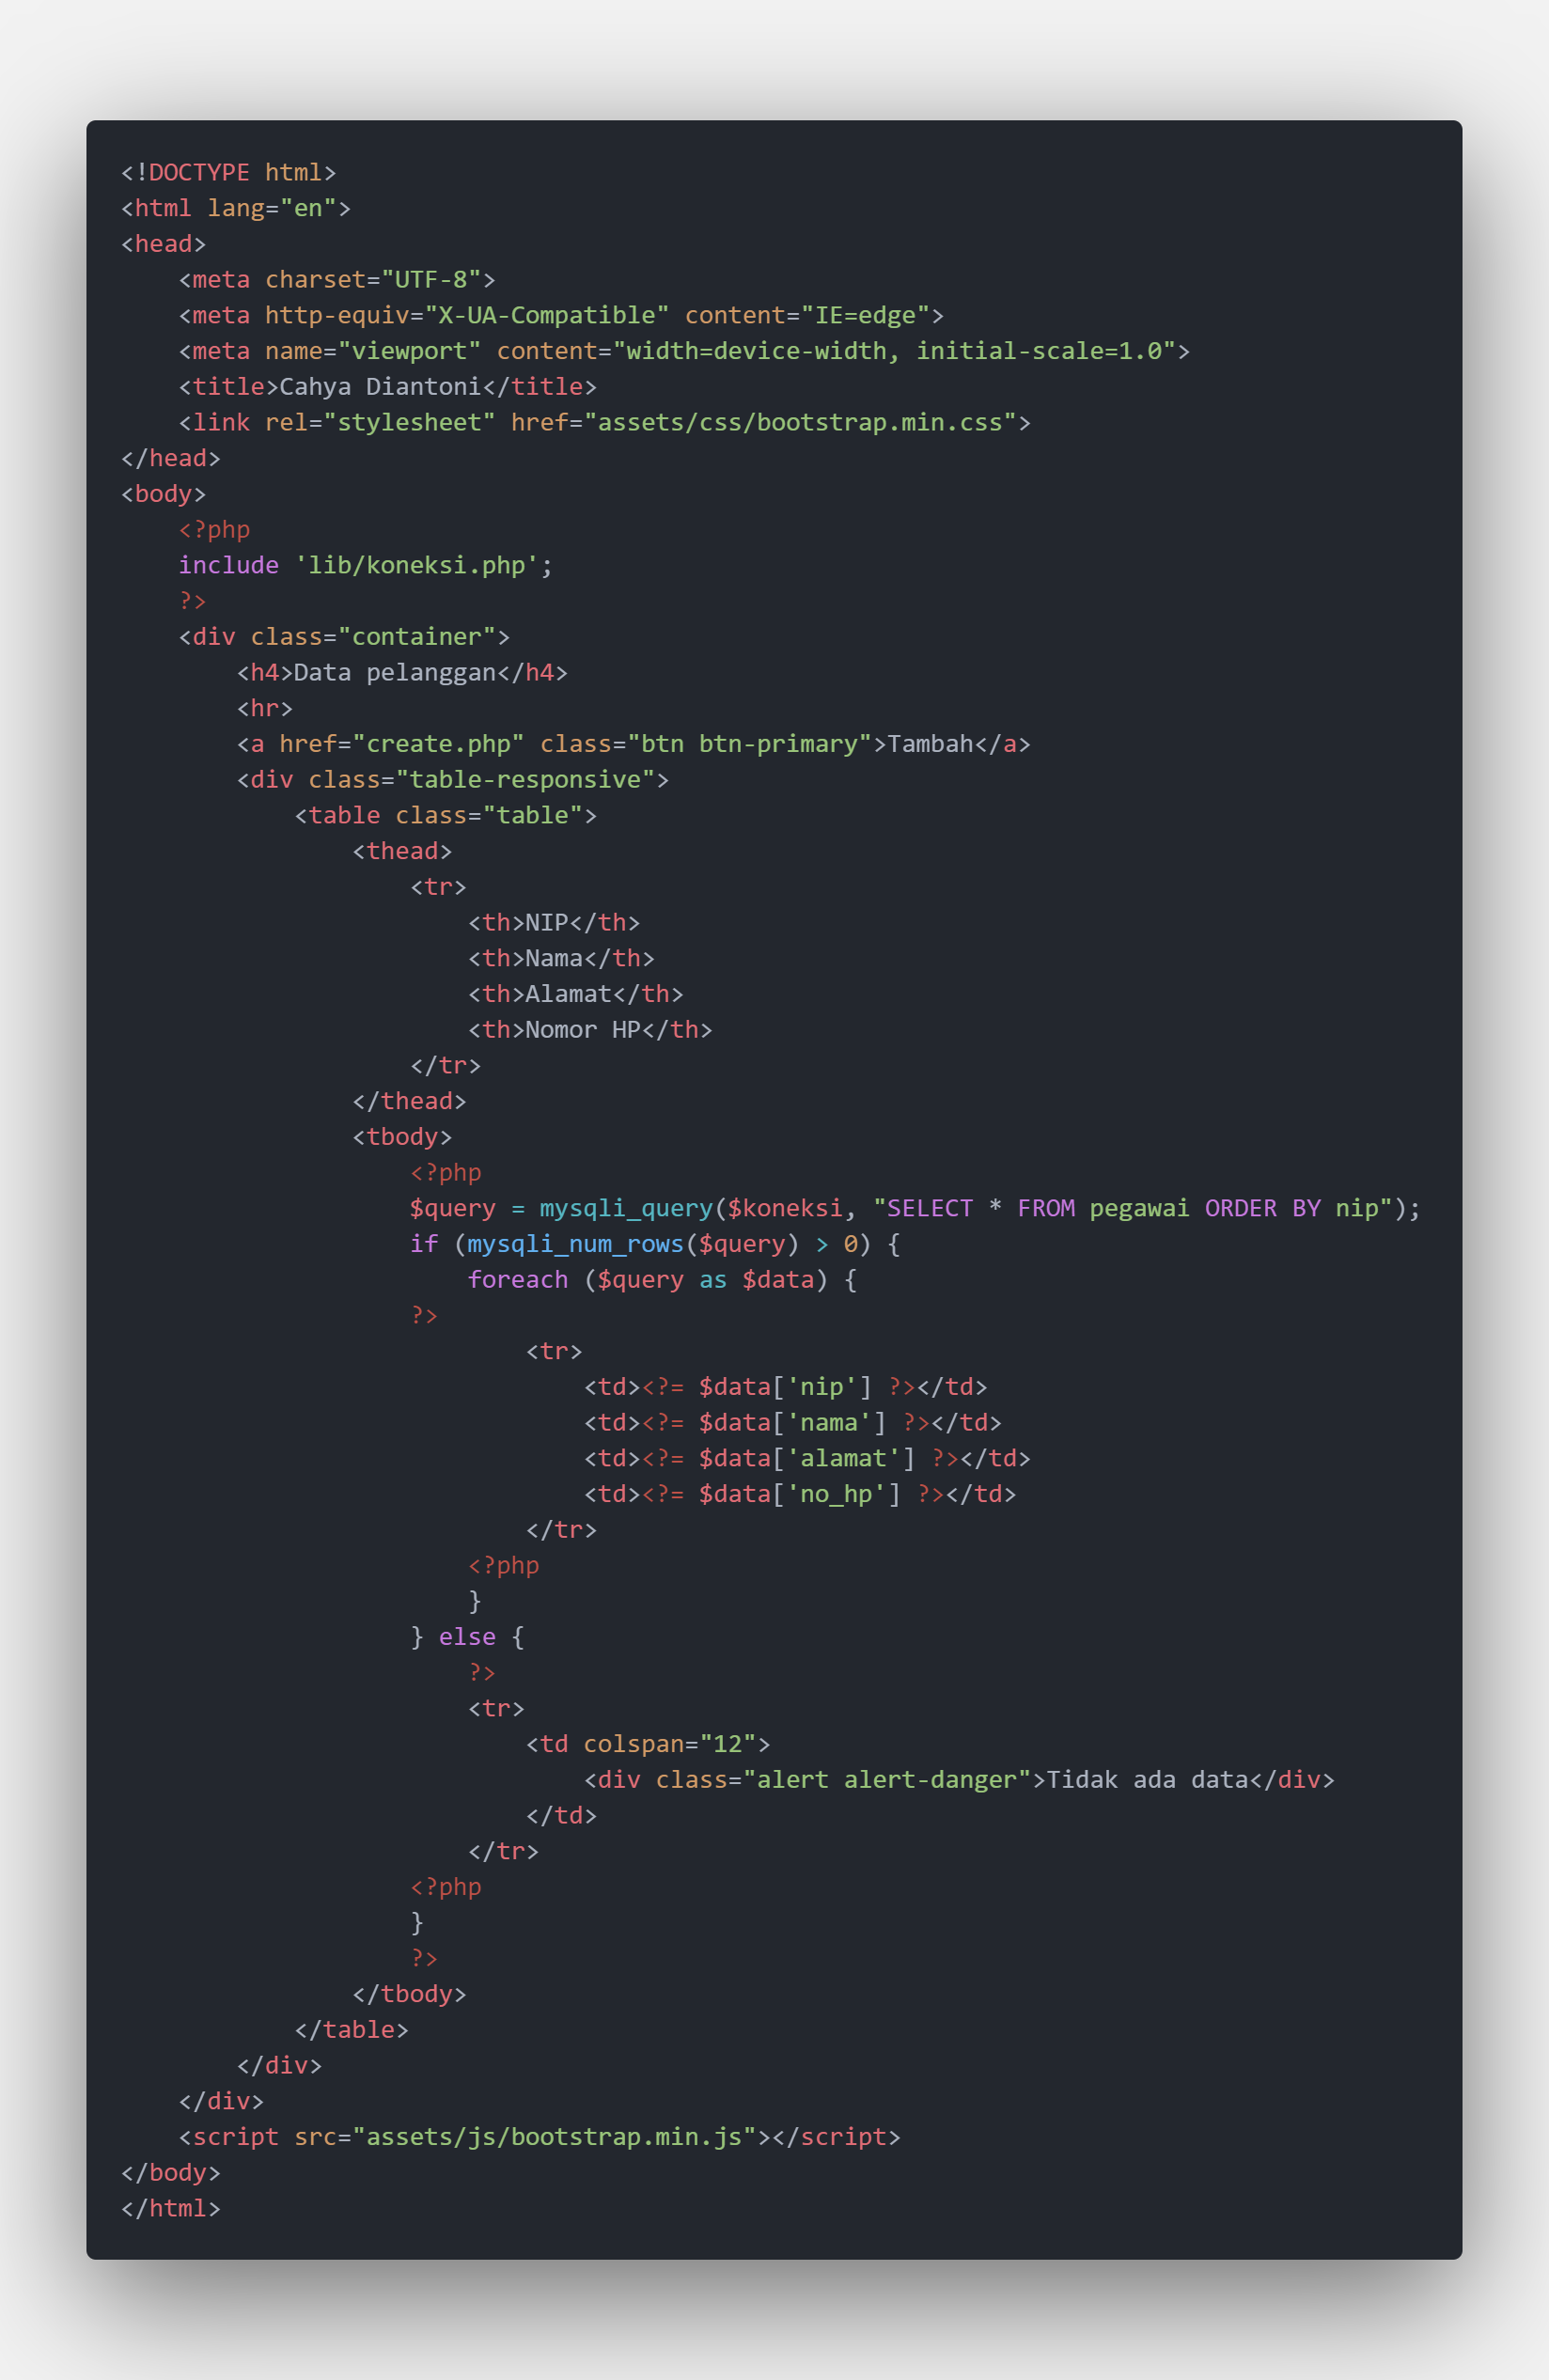 <!DOCTYPE html>
<html lang="en">
<head>
    <meta charset="UTF-8">
    <meta http-equiv="X-UA-Compatible" content="IE=edge">
    <meta name="viewport" content="width=device-width, initial-scale=1.0">
    <title>Cahya Diantoni</title>
    <link rel="stylesheet" href="assets/css/bootstrap.min.css">
</head>
<body>
    <?php
    include 'lib/koneksi.php';
    ?>
    <div class="container">
        <h4>Data pelanggan</h4>
        <hr>
        <a href="create.php" class="btn btn-primary">Tambah</a>
        <div class="table-responsive">
            <table class="table">
                <thead>
                    <tr>
                        <th>NIP</th>
                        <th>Nama</th>
                        <th>Alamat</th>
                        <th>Nomor HP</th>
                    </tr>
                </thead>
                <tbody>
                    <?php
                    $query = mysqli_query($koneksi, "SELECT * FROM pegawai ORDER BY nip");
                    if (mysqli_num_rows($query) > 0) {
                        foreach ($query as $data) {
                    ?>
                            <tr>
                                <td><?= $data['nip'] ?></td>
                                <td><?= $data['nama'] ?></td>
                                <td><?= $data['alamat'] ?></td>
                                <td><?= $data['no_hp'] ?></td>
                            </tr>
                        <?php
                        }
                    } else {
                        ?>
                        <tr>
                            <td colspan="12">
                                <div class="alert alert-danger">Tidak ada data</div>
                            </td>
                        </tr>
                    <?php
                    }
                    ?>
                </tbody>
            </table>
        </div>
    </div>
    <script src="assets/js/bootstrap.min.js"></script>
</body>
</html>